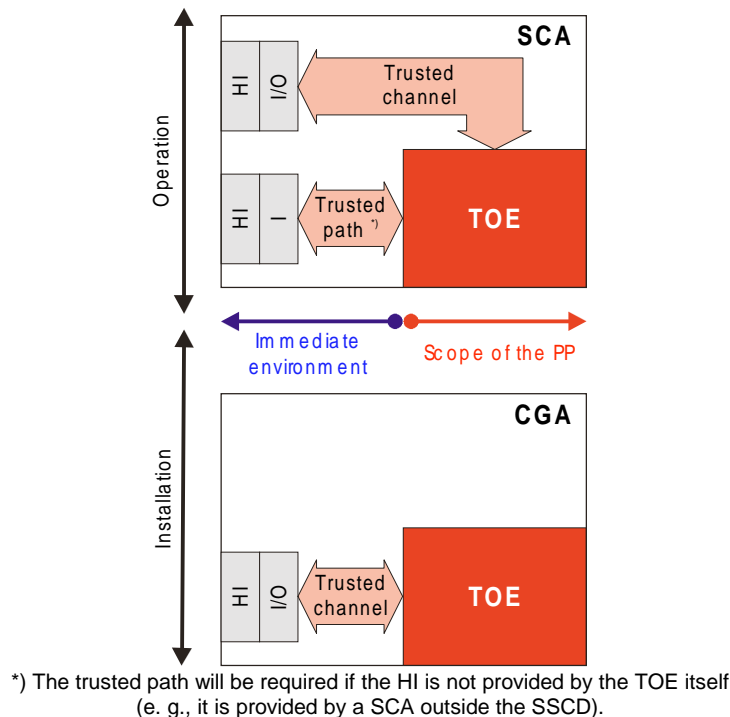 SCA
HI
I/O
Trusted
channel
Operation
HI
I
Trusted
path *)
TOE
Immediate
environment
Scope of the PP
CGA
Installation
HI
I/O
Trusted
channel
TOE
*) The trusted path will be required if the HI is not provided by the TOE itself
(e. g., it is provided by a SCA outside the SSCD).